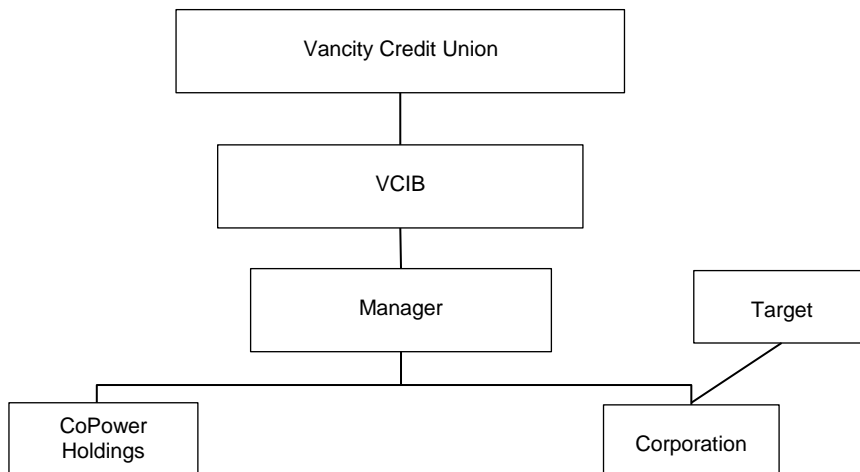 Vancity Credit Union
VCIB
Manager
Target
CoPower
Holdings
Corporation